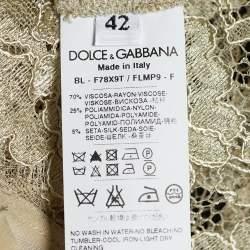 42
DOLCE & GABBANA
Made in Italy
BL - F78X9T / FLMP9 - F
70% VISCOSA-RAYON-VISCOSE-
VISKOSE-ВИСКОЗА-
25% POLIAMMIDICA-NYLON-
POLIAMIDA-POLYAMIDE-
POLYAMID-ПОЛИАМИД-
5% SETA-SILK-SEDA-SOIE-
SEIDE-ШЕЛК-
NO WASH IN WATER-NO BLEACHING
TUMBLER-COOL IRON-LIGHT DRY
CLEANING